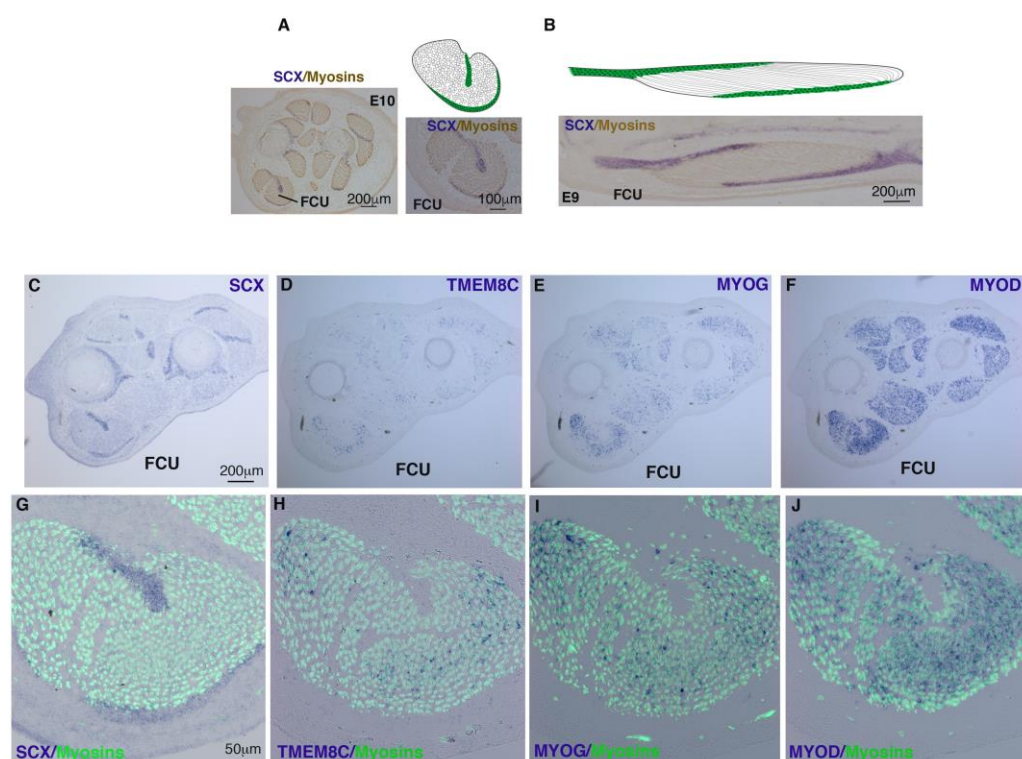 A
B
SCX/Myosins
E10
FCU
200µm
SCX/Myosins
FCU
100µm
SCX/Myosins
E9
FCU
200µm
C
SCX
FCU
200µm
D
TMEM8C
FCU
E
MYOG
FCU
F
MYOD
FCU
G
SCX/Myosins
50µm
H
TMEM8C/Myosins
I
MYOG/Myosins
J
MYOD/Myosins